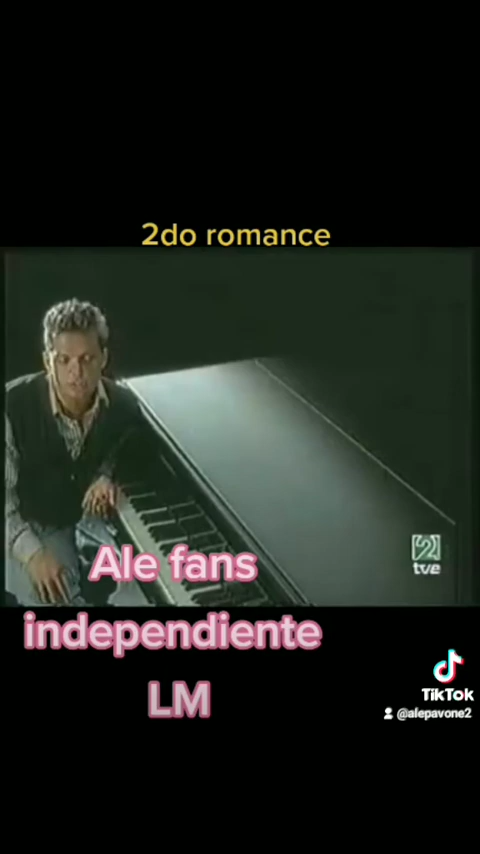 2do romance
2
tve
Ale fans
independiente
LM
TikTok
@alepavone2